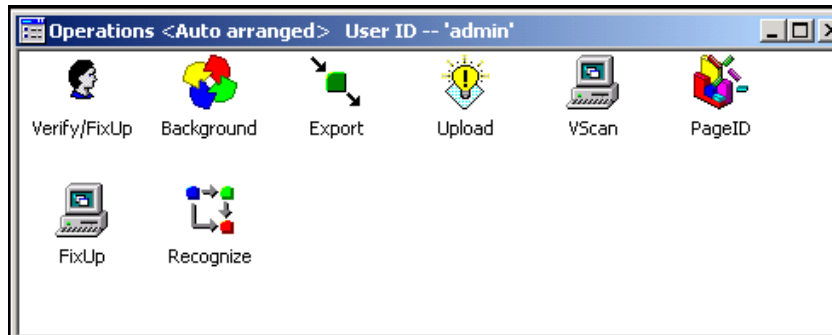 Operations <Auto arranged> User ID -- 'admin'
Verify/FixUp Background Export Upload VScan PageID
FixUp Recognize